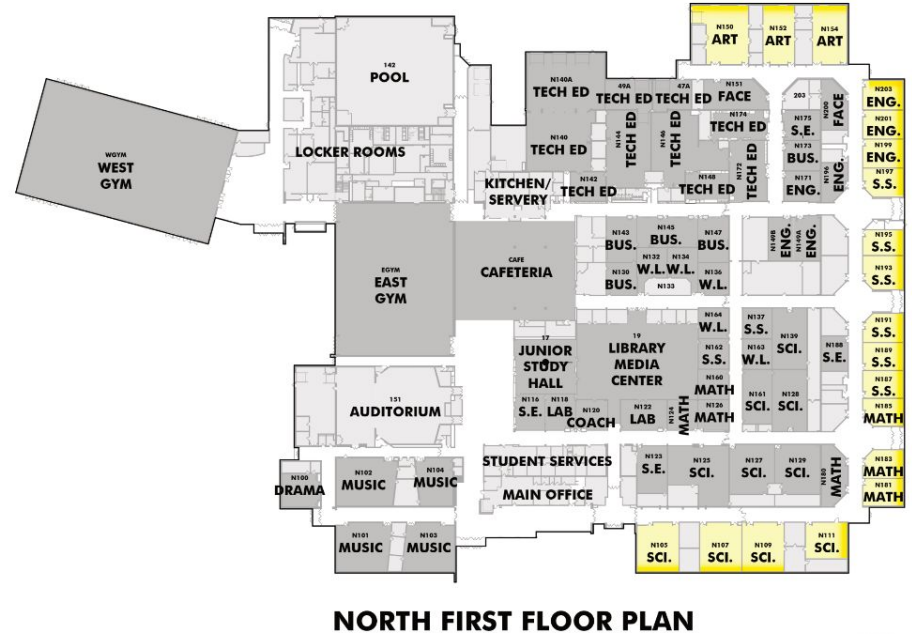 N150
ART
N152
ART
N154
ART
142
POOL
N140A
TECH ED
49A
TECH ED
47A
TECH ED
N151
FACE
203
N200
FACE
N203
ENG.
N201
ENG.
N199
ENG.
N197
S.S.
WGYM
WEST
GYM
LOCKER ROOMS
N140
TECH ED
N144
TECH ED
N146
TECH ED
N174
TECH ED
N172
TECH ED
N175
S.E.
N173
BUS.
N171
ENG.
N196
ENG.
KITCHEN/
SERVERY
N142
TECH ED
N148
TECH ED
EGYM
EAST
GYM
CAFE
CAFETERIA
N143
BUS.
N145
BUS.
N147
BUS.
N132
W.L.
N134
W.L.
N130
BUS.
N133
N136
W.L.
N149B
ENG.
N149A
ENG.
N195
S.S.
N193
S.S.
17
JUNIOR
STUDY
HALL
19
LIBRARY
MEDIA
CENTER
N164
W.L.
N162
S.S.
N160
MATH
N126
MATH
N137
S.S.
N163
W.L.
N139
SCI.
N161
SCI.
N128
SCI.
N188
S.E.
N191
S.S.
N189
S.S.
N187
S.S.
N185
MATH
151
AUDITORIUM
N116
S.E.
N118
LAB
N120
COACH
N122
LAB
N124
MATH
N100
DRAMA
N102
MUSIC
N104
MUSIC
STUDENT SERVICES
MAIN OFFICE
N123
S.E.
N125
SCI.
N127
SCI.
N129
SCI.
N180
MATH
N183
MATH
N181
MATH
N101
MUSIC
N103
MUSIC
N105
SCI.
N107
SCI.
N109
SCI.
N111
SCI.
NORTH FIRST FLOOR PLAN